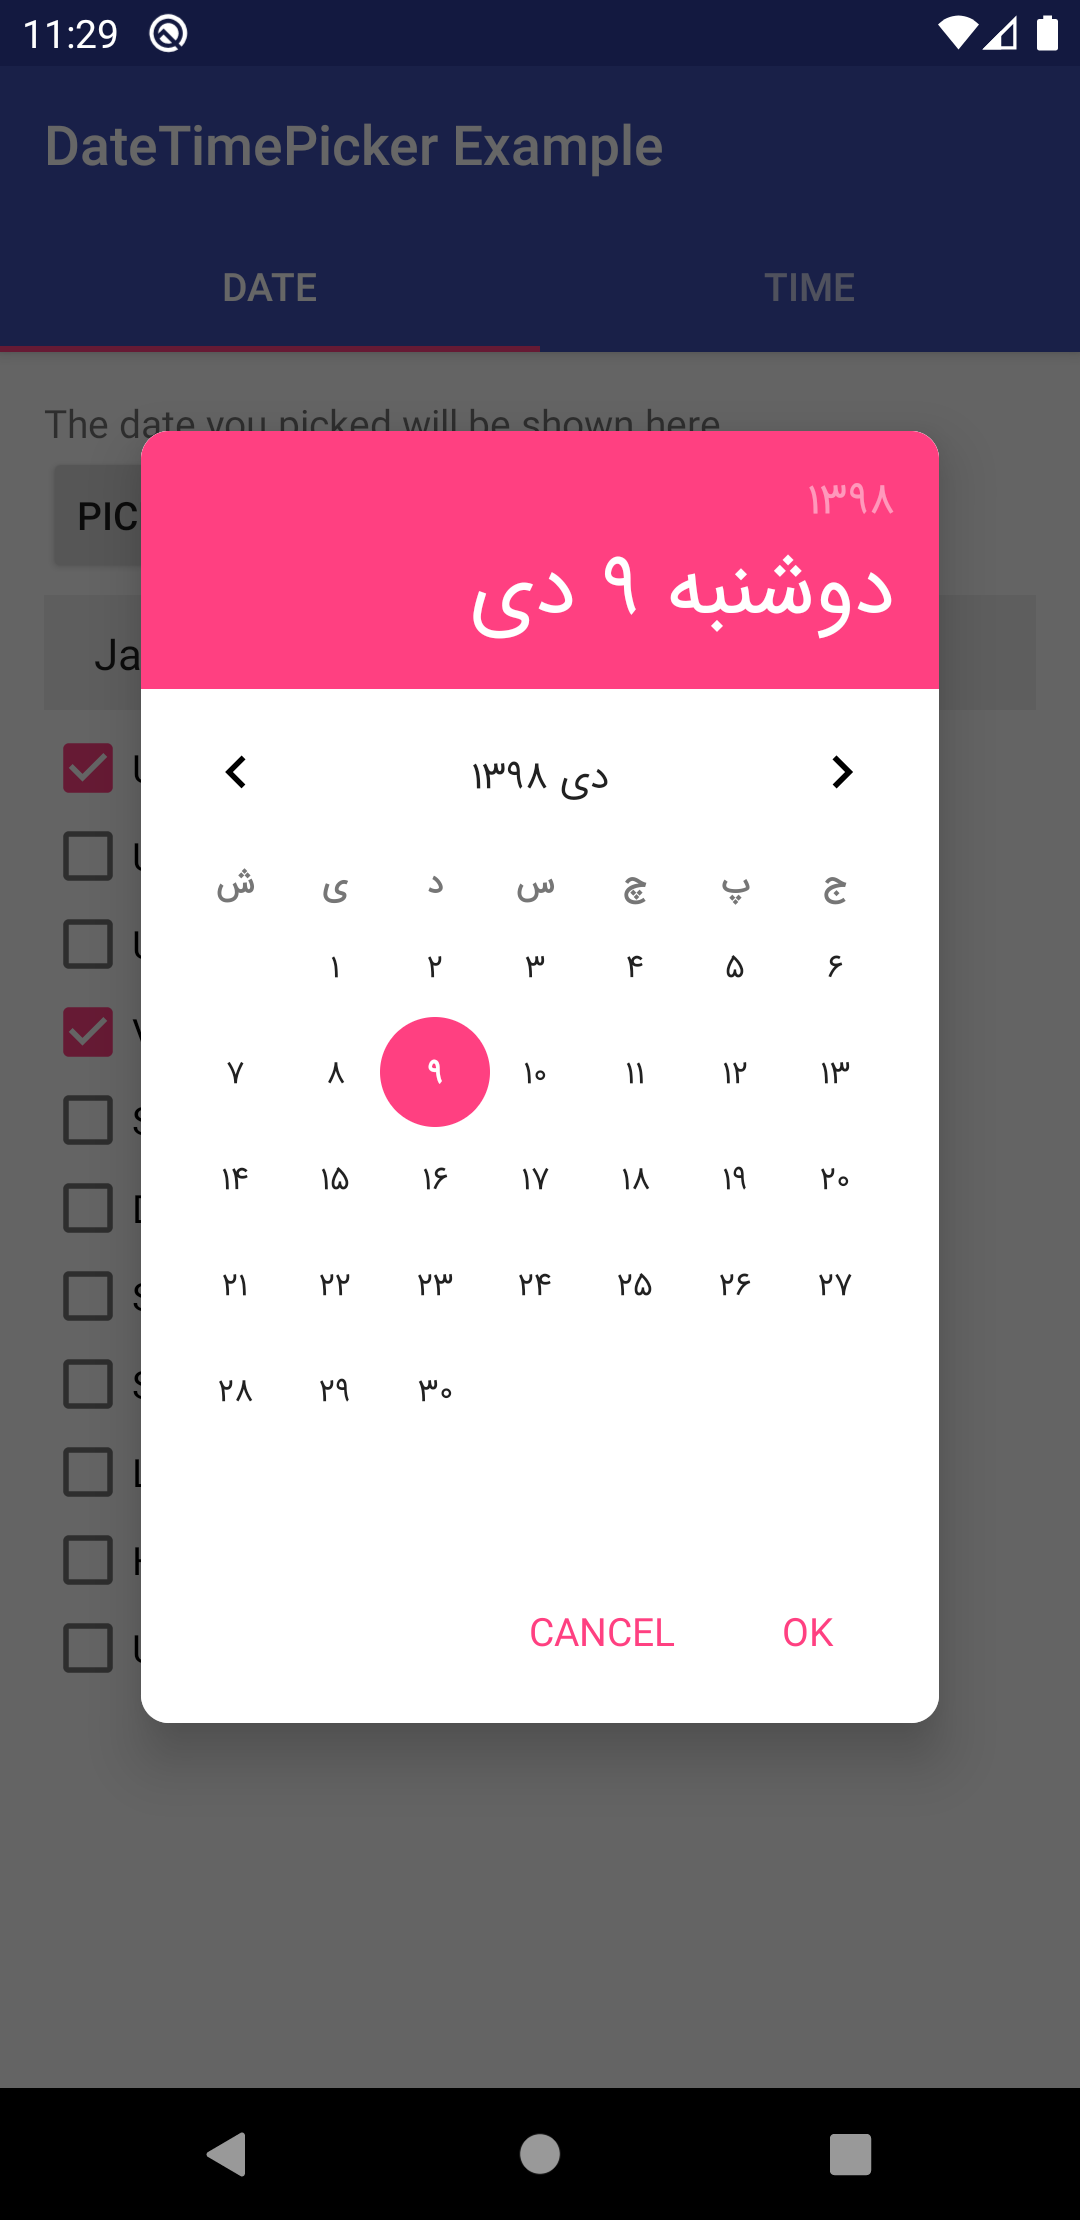 11:29
DateTimePicker Example
DATE TIME
The date you picked will be shown here
PIC
Ja
۱۳۹۸
دوشنبه ۹ دی
دی ۱۳۹۸
ش ی د س چ پ ج
۱ ۲ ۳ ۴ ۵ ۶
۷ ۸ ۹ ۱۰ ۱۱ ۱۲ ۱۳
۱۴ ۱۵ ۱۶ ۱۷ ۱۸ ۱۹ ۲۰
۲۱ ۲۲ ۲۳ ۲۴ ۲۵ ۲۶ ۲۷
۲۸ ۲۹ ۳۰
CANCEL OK